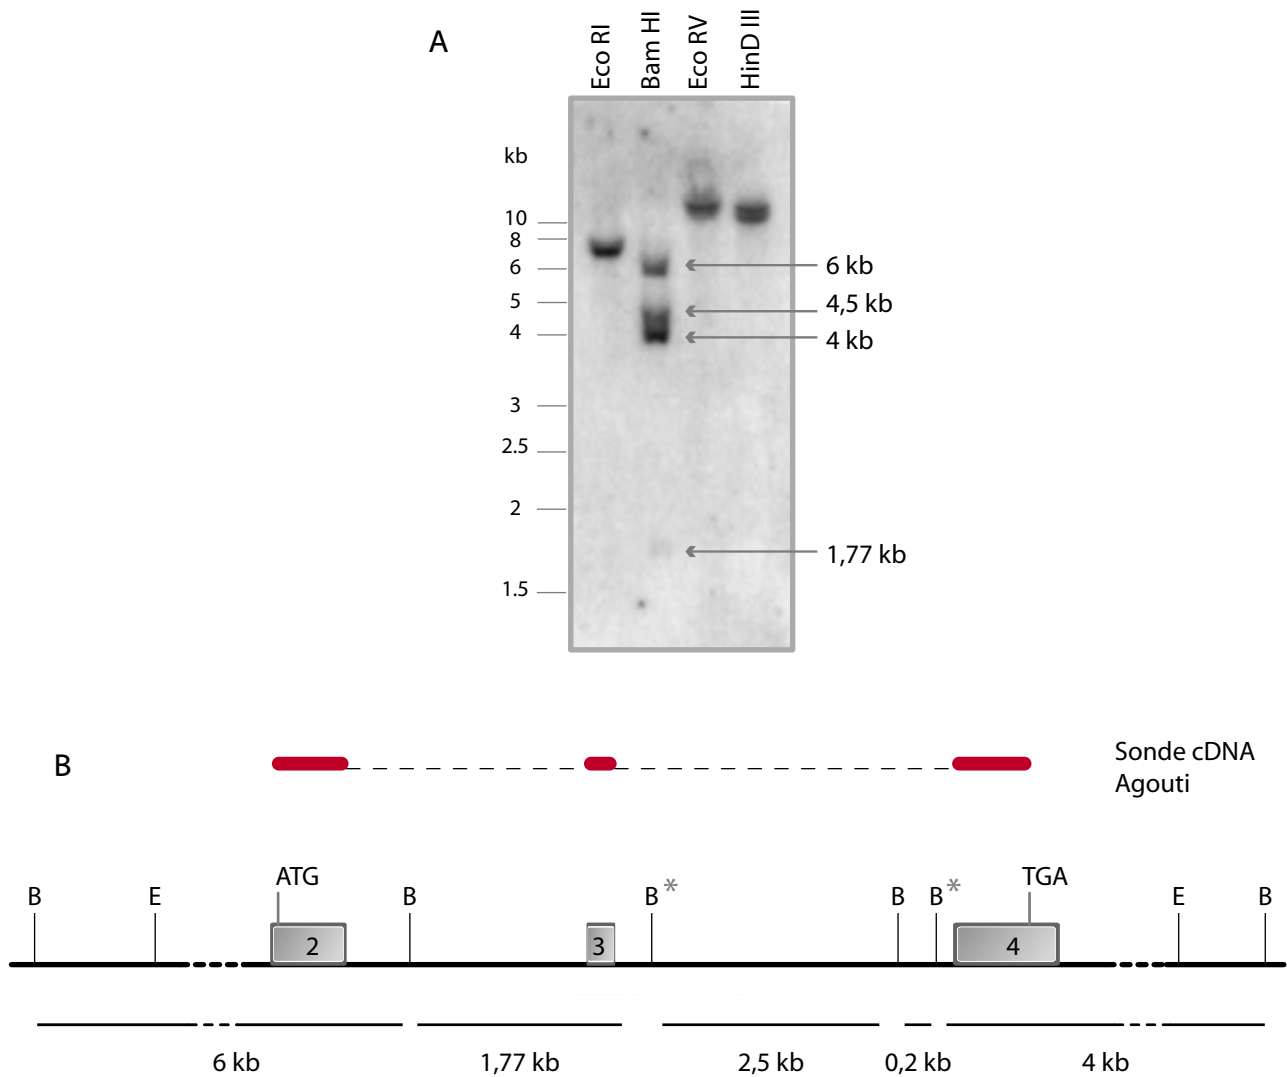 A
Eco RI
Bam HI
Eco RV
HinD III
kb
10
8
6
5
4
3
2.5
2
1.5
6 kb
4,5 kb
4 kb
1,77 kb
B
Sonde cDNA
Agouti
ATG
TGA
B E B B* B B* E B
2 3 4
6 kb 1,77 kb 2,5 kb 0,2 kb 4 kb